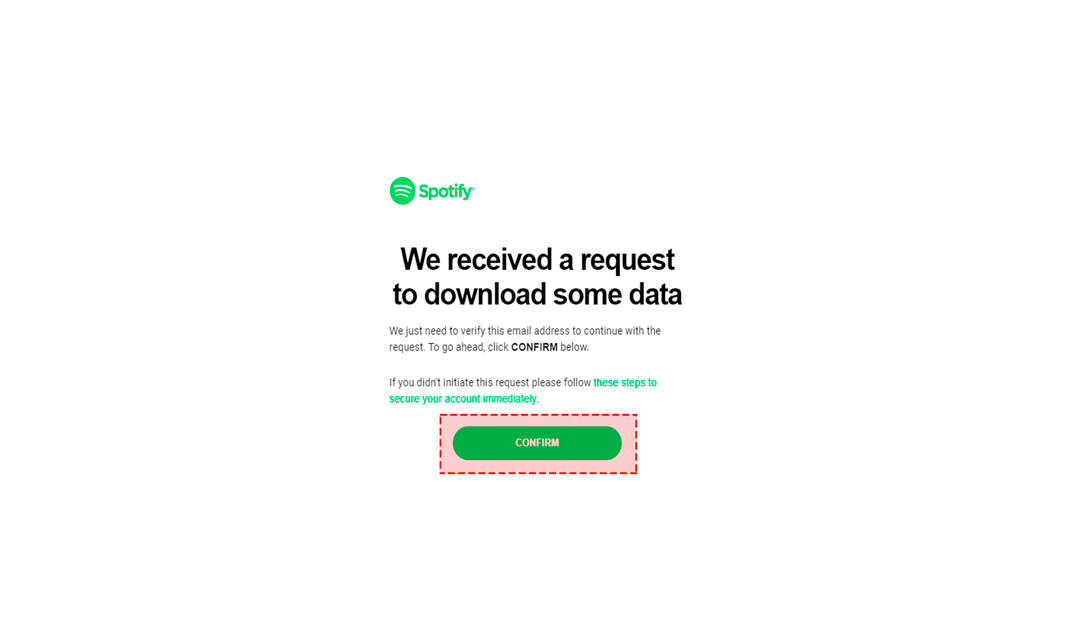 Spotify
We received a request
to download some data
We just need to verify this email address to continue with the
request. To go ahead, click CONFIRM below.
If you didn't initiate this request please follow these steps to
secure your account immediately.
CONFIRM